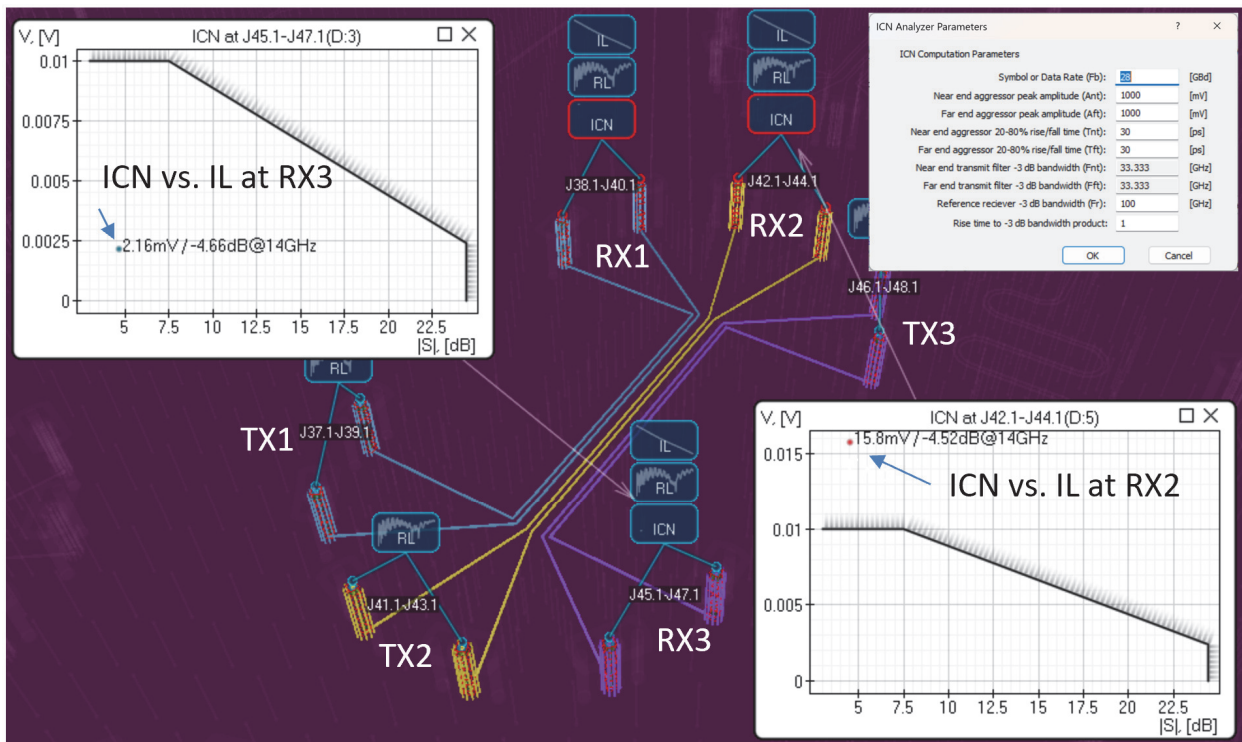 V, [V]
ICN at J45.1-J47.1(D:3)
0.01
0.0075
0.005
0.0025
0
ICN vs. IL at RX3
2.16mV / -4.66dB@14GHz
5
7.5
10
12.5
15
17.5
20
22.5
|S|, [dB]
IL
RL
ICN
J38.1-J40.1
RX1
IL
RL
ICN
J42.1-J44.1
RX2
ICN Analyzer Parameters
?
ICN Computation Parameters
Symbol or Data Rate (Fb): 28 [GBd]
Near end aggressor peak amplitude (Ant): 1000 [mV]
Far end aggressor peak amplitude (Aft): 1000 [mV]
Near end aggressor 20-80% rise/fall time (Tnt): 30 [ps]
Far end aggressor 20-80% rise/fall time (Tft): 30 [ps]
Near end transmit filter -3 dB bandwidth (Fnt): 33.333 [GHz]
Far end transmit filter -3 dB bandwidth (Fft): 33.333 [GHz]
Reference reciever -3 dB bandwidth (Fr): 100 [GHz]
Rise time to -3 dB bandwidth product: 1
OK
Cancel
J46.1-J48.1
TX3
RL
TX1
J37.1-J39.1
RL
J41.1-J43.1
TX2
IL
RL
ICN
J45.1-J47.1
RX3
V, [V]
ICN at J42.1-J44.1(D:5)
15.8mV / -4.52dB@14GHz
ICN vs. IL at RX2
0.015
0.01
0.005
0
5
7.5
10
12.5
15
17.5
20
22.5
|S|, [dB]